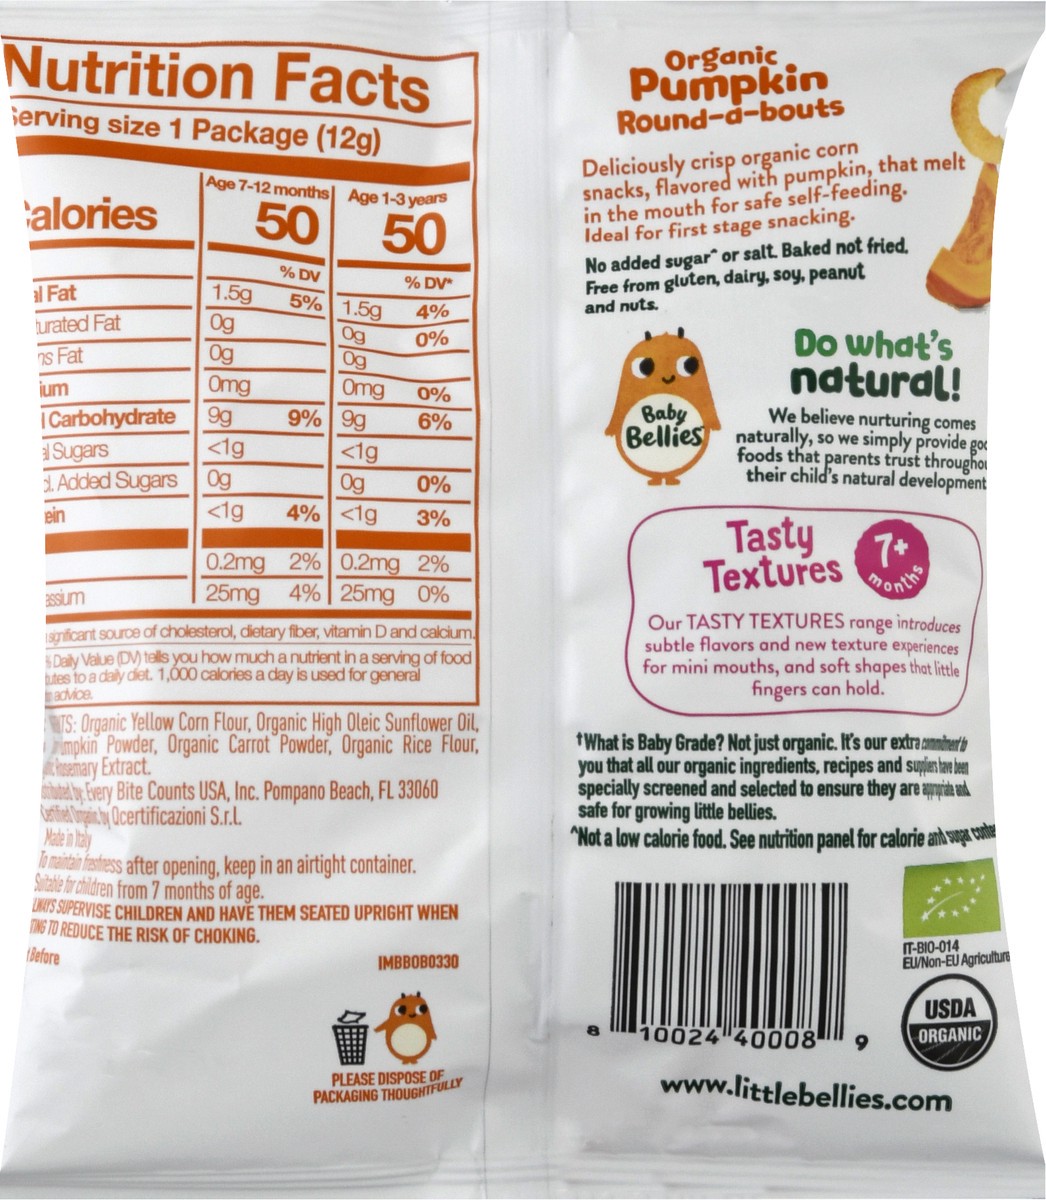 Nutrition Facts
Serving size 1 Package (12g)
Calories
Age 7-12 months
50
Age 1-3 years
50
% DV
% DV*
al Fat 1.5g 5% 1.5g 4%
urated Fat 0g 0g 0%
ns Fat 0g 0g
ium 0mg 0mg 0%
l Carbohydrate 9g 9% 9g 6%
al Sugars <1g <1g
cl. Added Sugars 0g 0g 0%
ein <1g 4% <1g 3%
0.2mg 2% 0.2mg 2%
assium 25mg 4% 25mg 0%
significant source of cholesterol, dietary fiber, vitamin D and calcium.
% Daily Value (DV) tells you how much a nutrient in a serving of food
butes to a daily diet. 1,000 calories a day is used for general
advice.
NTS: Organic Yellow Corn Flour, Organic High Oleic Sunflower Oil,
umpkin Powder, Organic Carrot Powder, Organic Rice Flour,
Rosemary Extract.
by: Every Bite Counts USA, Inc. Pompano Beach, FL 33060
Certified Organic by Qcertificazioni S.r.l.
Made in Italy
To maintain freshness after opening, keep in an airtight container.
Suitable for children from 7 months of age.
LWAYS SUPERVISE CHILDREN AND HAVE THEM SEATED UPRIGHT WHEN
TING TO REDUCE THE RISK OF CHOKING.
t Before
IMBBOBO330
PLEASE DISPOSE OF
PACKAGING THOUGHTFULLY
Organic
Pumpkin
Round-a-bouts
Deliciously crisp organic corn
snacks, flavored with pumpkin, that melt
in the mouth for safe self-feeding.
Ideal for first stage snacking.
No added sugar^ or salt. Baked not fried.
Free from gluten, dairy, soy, peanut
and nuts.
Baby
Bellies
Do what's
natural!
We believe nurturing comes
naturally, so we simply provide goo
foods that parents trust throughou
their child's natural development
Tasty
Textures
7+
months
Our TASTY TEXTURES range introduces
subtle flavors and new texture experiences
for mini mouths, and soft shapes that little
fingers can hold.
†What is Baby Grade? Not just organic. It's our extra commitment to
you that all our organic ingredients, recipes and suppliers have been
specially screened and selected to ensure they are appropriate and
safe for growing little bellies.
^Not a low calorie food. See nutrition panel for calorie and sugar conte
IT-BIO-014
EU/Non-EU Agriculture
USDA
ORGANIC
8 10024 40008 9
www.littlebellies.com